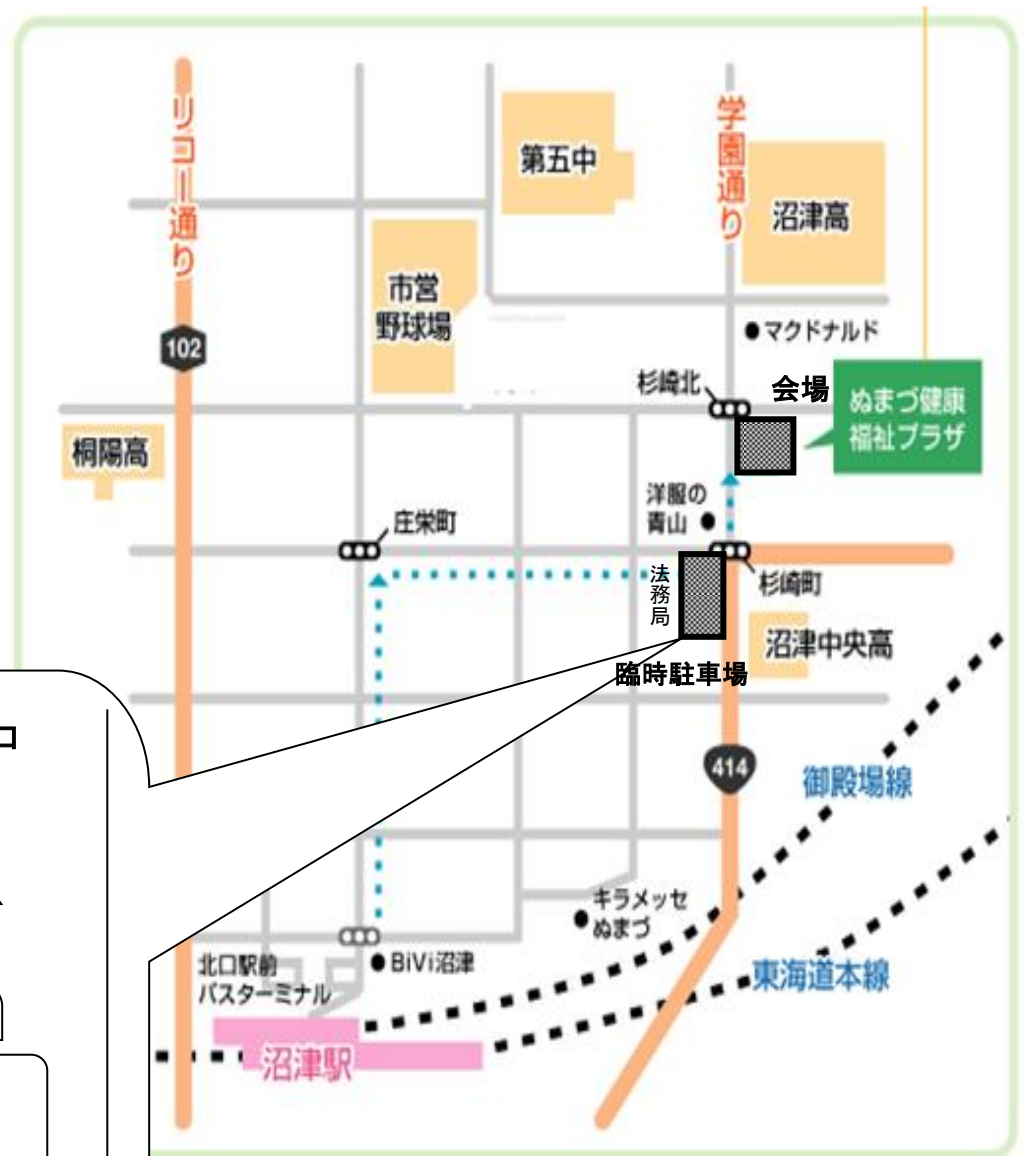 リコー通り
学園通り
第五中
沼津高
市営
野球場
マクドナルド
102
杉崎北
会場
ぬまづ健康
福祉プラザ
桐陽高
洋服の
青山
庄栄町
法務局
杉崎町
沼津中央高
臨時駐車場
口
414
御殿場線
キラメッセ
ぬまづ
北口駅前
バスターミナル
BiVi沼津
東海道本線
沼津駅